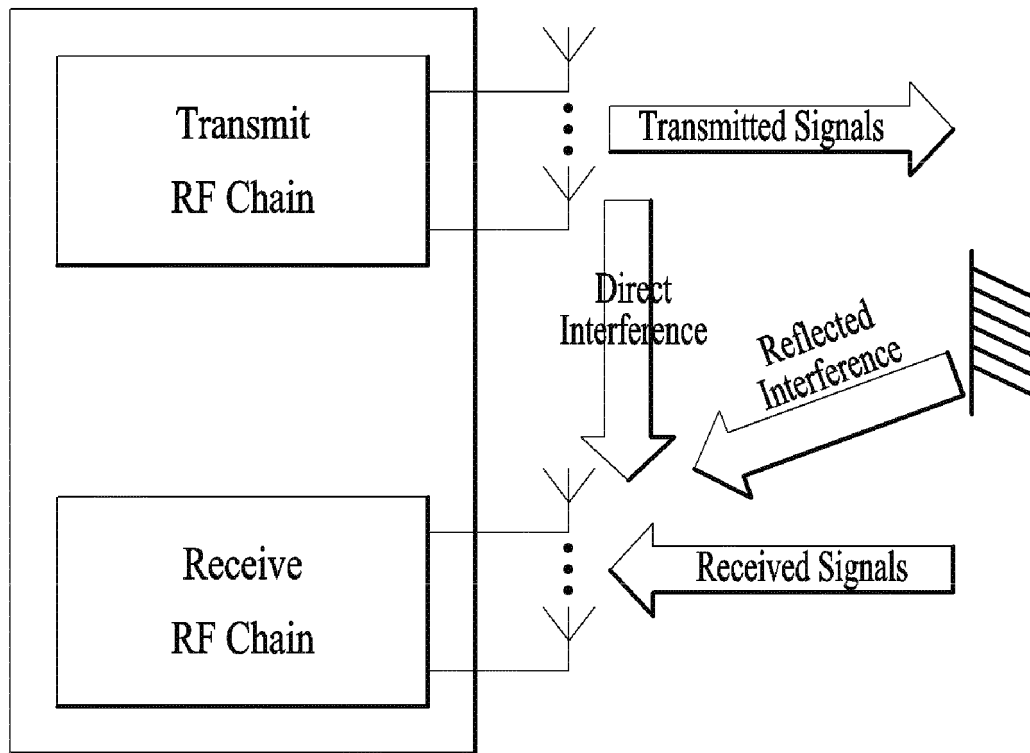 Transmit
RF Chain
Transmitted Signals
Direct
Interference
Reflected
Interference
Receive
RF Chain
Received Signals